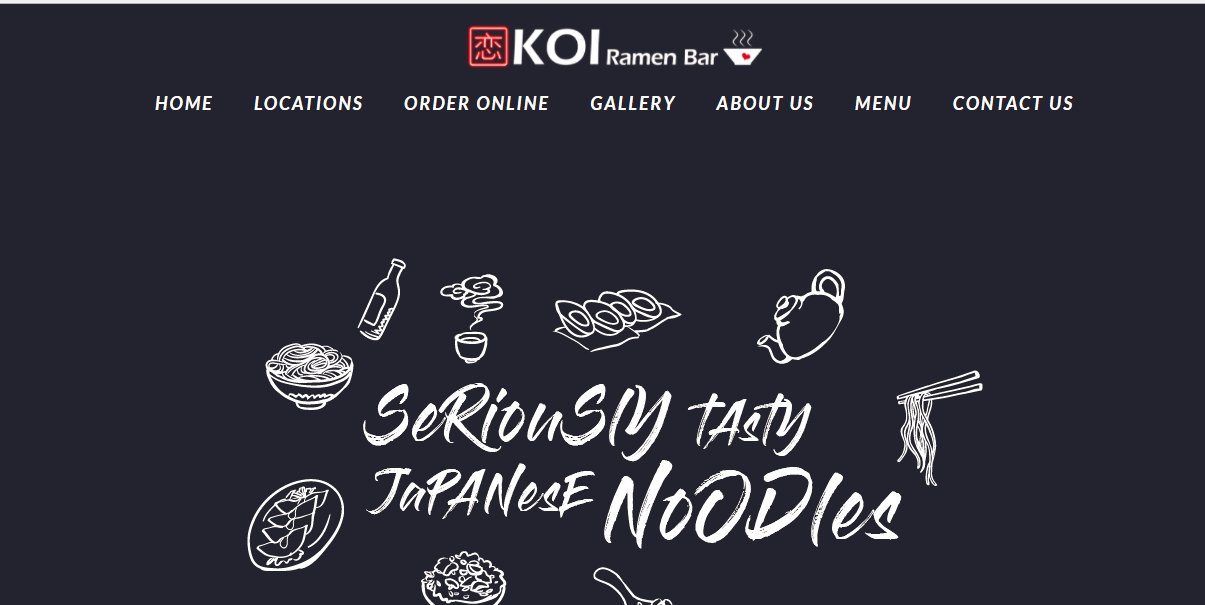 恋 KOI Ramen Bar
HOME LOCATIONS ORDER ONLINE GALLERY ABOUT US MENU CONTACT US
SeRiouSlY tAstY
JaPANesE NoODles